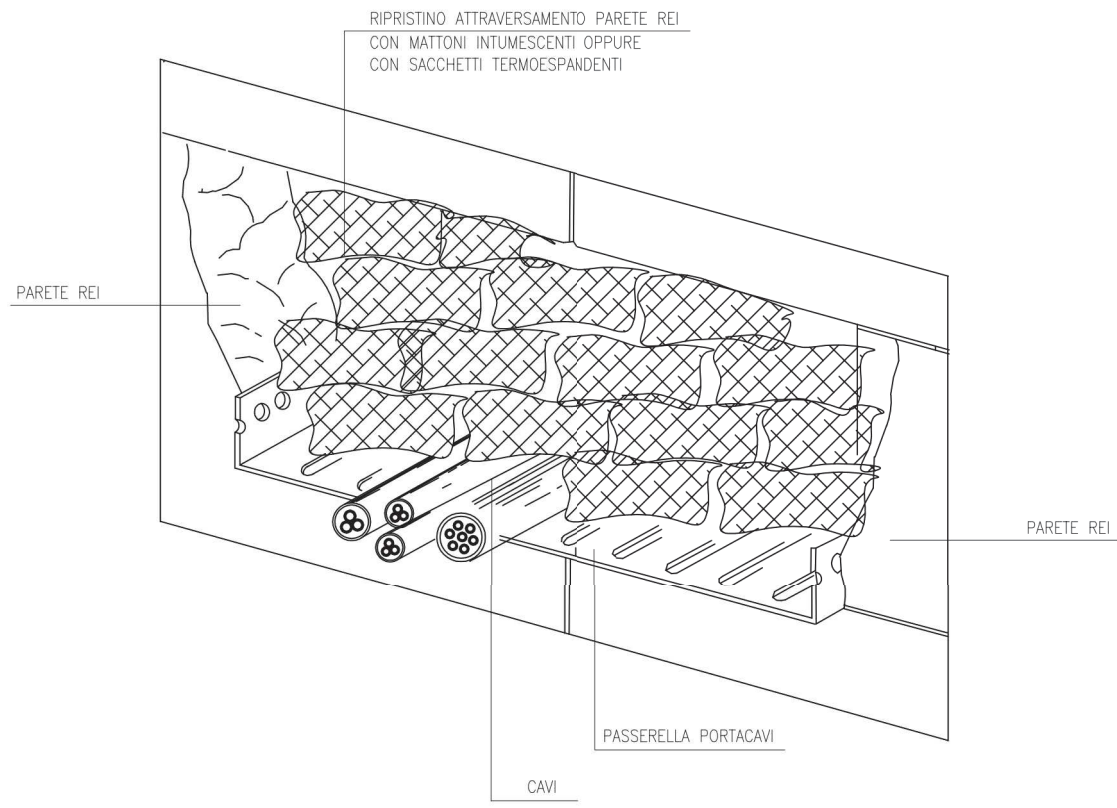 RIPRISTINO ATTRAVERSAMENTO PARETE REI
CON MATTONI INTUMESCENTI OPPURE
CON SACCHETTI TERMOESPANDENTI
PARETE REI
PARETE REI
PASSERELLA PORTACAVI
CAVI